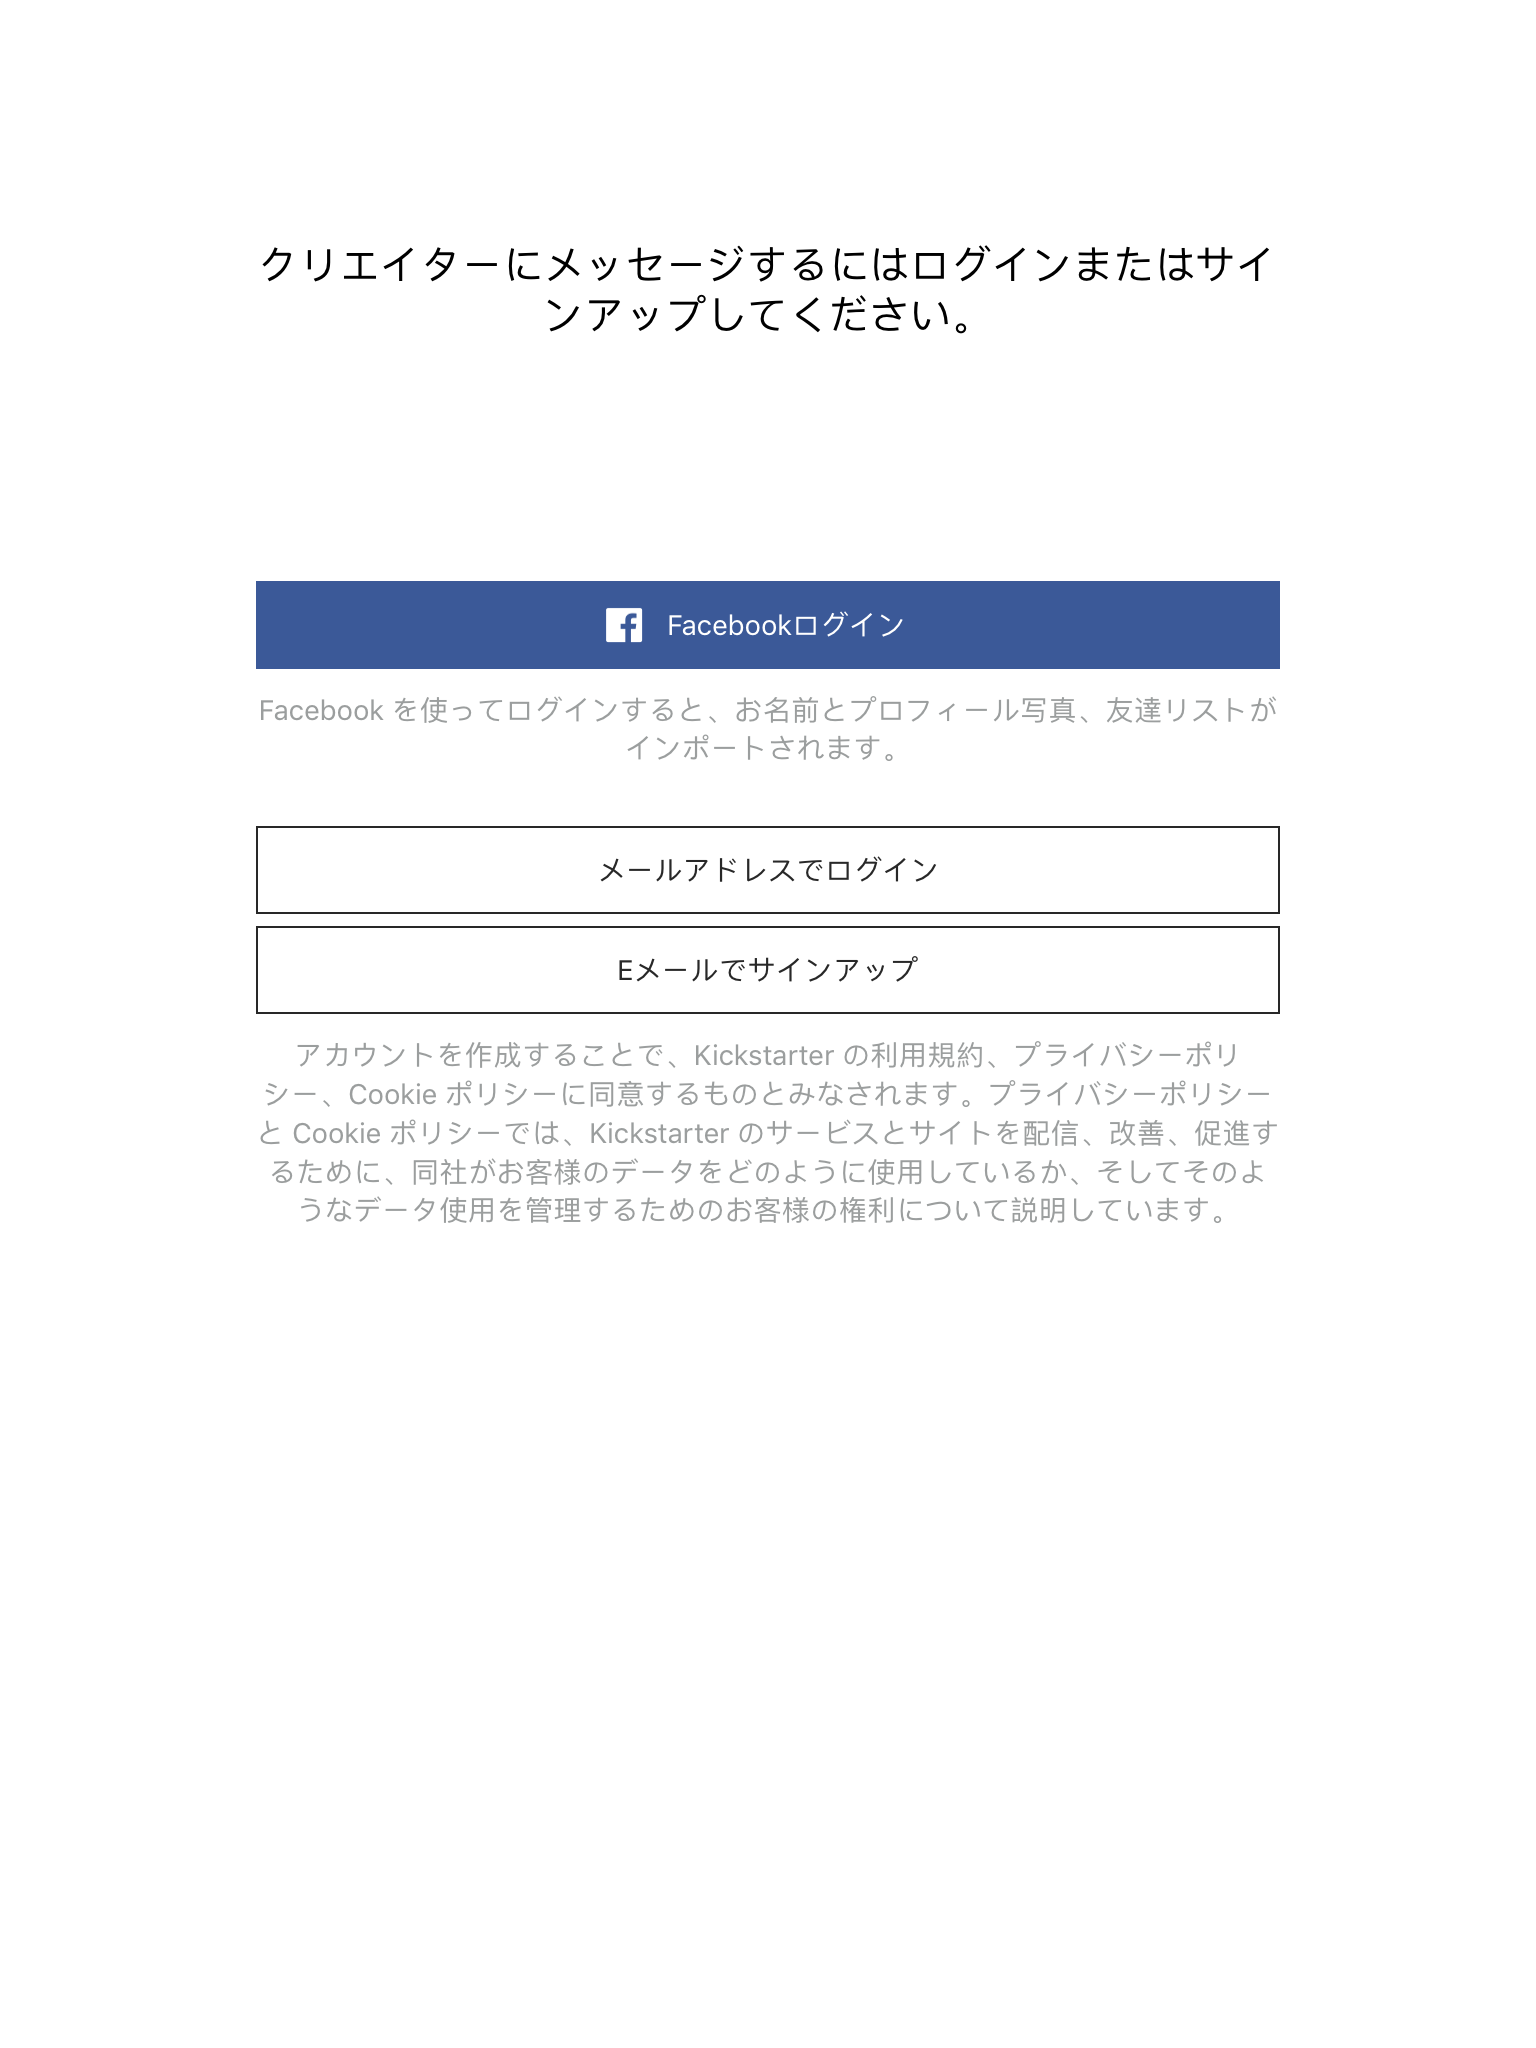 クリエイターにメッセージするにはログインまたはサイ
ンアップしてください。
Facebookログイン
Facebook を使ってログインすると、お名前とプロフィール写真、友達リストが
インポートされます。
メールアドレスでログイン
Eメールでサインアップ
アカウントを作成することで、Kickstarter の利用規約、プライバシーポリ
シー、Cookie ポリシーに同意するものとみなされます。プライバシーポリシー
と Cookie ポリシーでは、Kickstarter のサービスとサイトを配信、改善、促進す
るために、同社がお客様のデータをどのように使用しているか、そしてそのよ
うなデータ使用を管理するためのお客様の権利について説明しています。